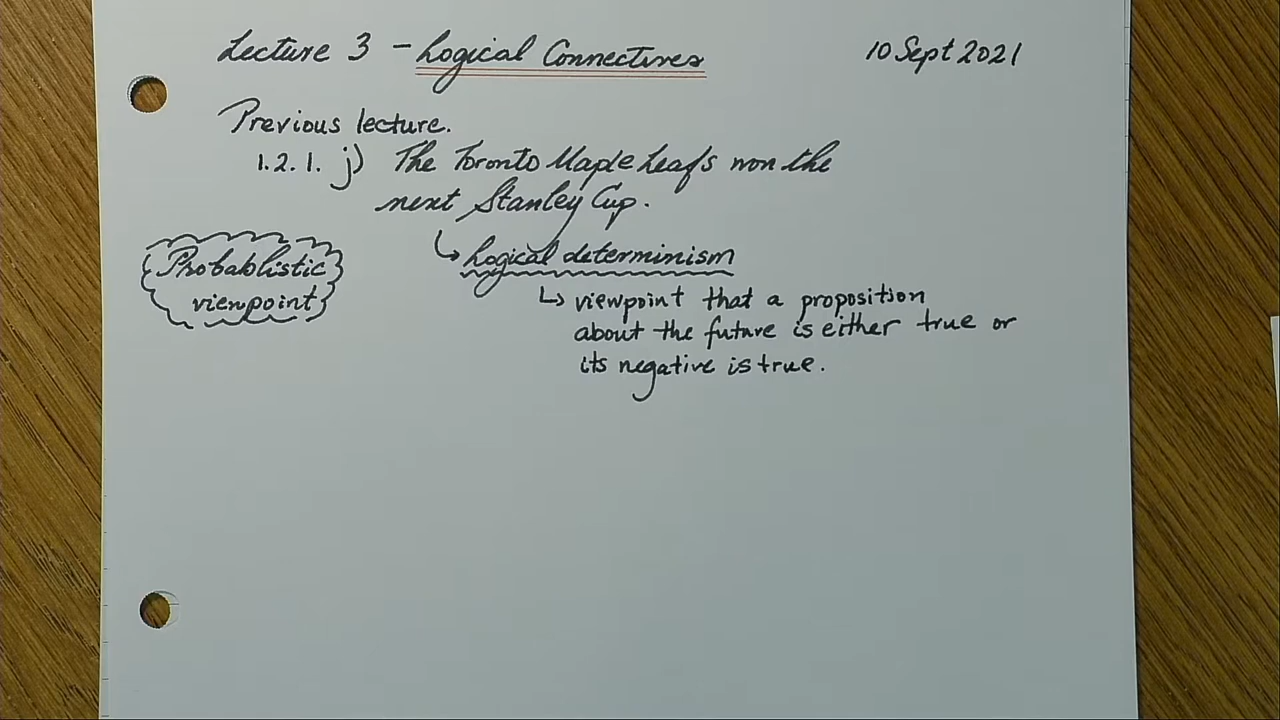 Lecture 3 - Logical Connectives 10 Sept 2021
Previous lecture.
1.2.1. j) The Toronto Maple Leafs won the
next Stanley Cup.
↳ Logical determinism
Probablistic
viewpoint
↳ viewpoint that a proposition
about the future is either true or
its negative is true.